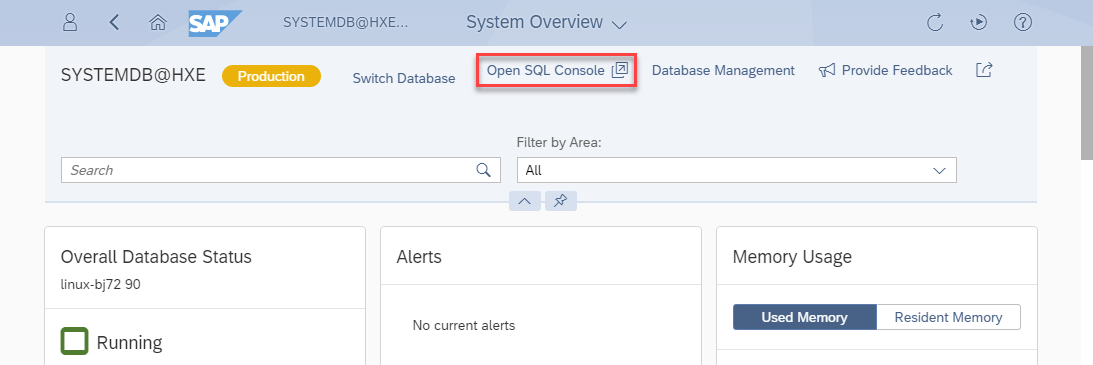 SAP SYSTEMDB@HXE... System Overview
SYSTEMDB@HXE Production Switch Database Open SQL Console Database Management Provide Feedback
Filter by Area:
Search All
Overall Database Status
linux-bj72 90
Running
Alerts
No current alerts
Memory Usage
Used Memory Resident Memory